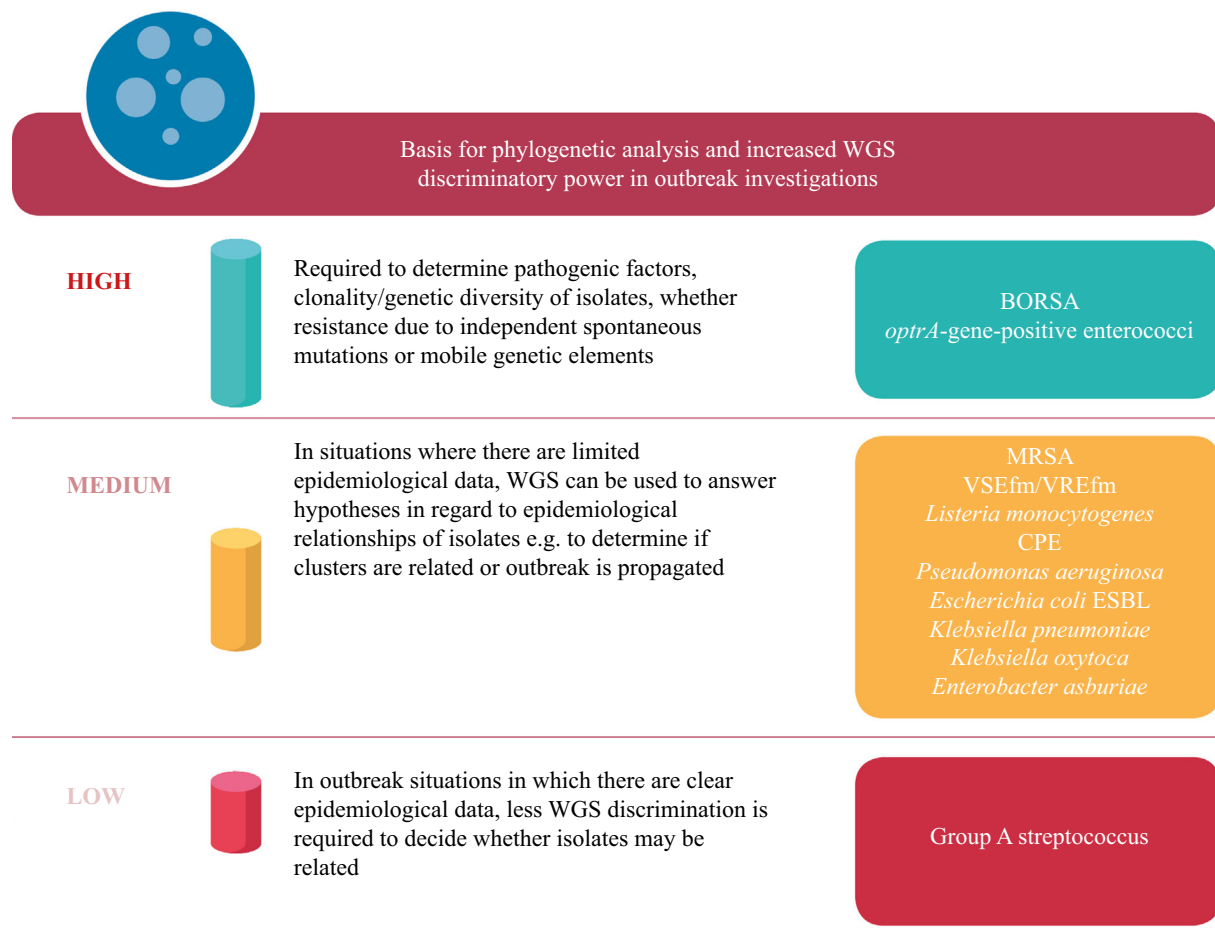 Basis for phylogenetic analysis and increased WGS
discriminatory power in outbreak investigations
HIGH
Required to determine pathogenic factors,
clonality/genetic diversity of isolates, whether
resistance due to independent spontaneous
mutations or mobile genetic elements
BORSA
optrA-gene-positive enterococci
MEDIUM
In situations where there are limited
epidemiological data, WGS can be used to answer
hypotheses in regard to epidemiological
relationships of isolates e.g. to determine if
clusters are related or outbreak is propagated
MRSA
VSEfm/VREfm
Listeria monocytogenes
CPE
Pseudomonas aeruginosa
Escherichia coli ESBL
Klebsiella pneumoniae
Klebsiella oxytoca
Enterobacter asburiae
LOW
In outbreak situations in which there are clear
epidemiological data, less WGS discrimination is
required to decide whether isolates may be
related
Group A streptococcus